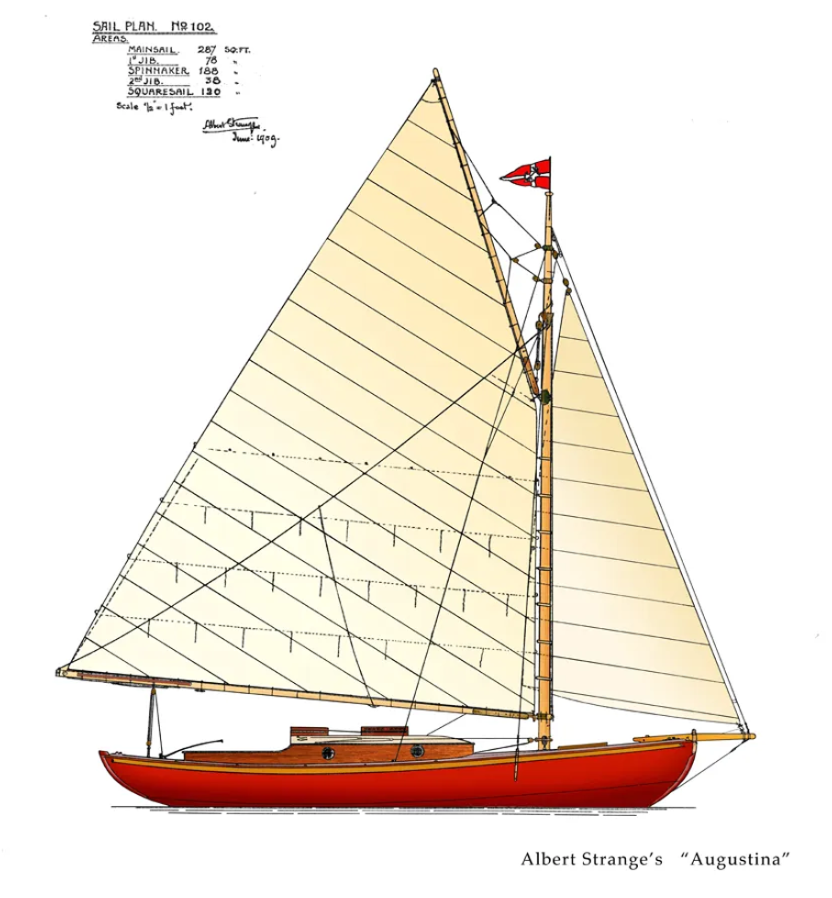 SAIL PLAN. No 102.
AREAS.
MAINSAIL 287 SQ.FT.
1st JIB. 78 "
SPINNAKER 188 "
2nd JIB. 38 "
SQUARESAIL 120 "
Scale ½" = 1 foot.
Albert Strange.
June 1909.
Albert Strange's "Augustina"